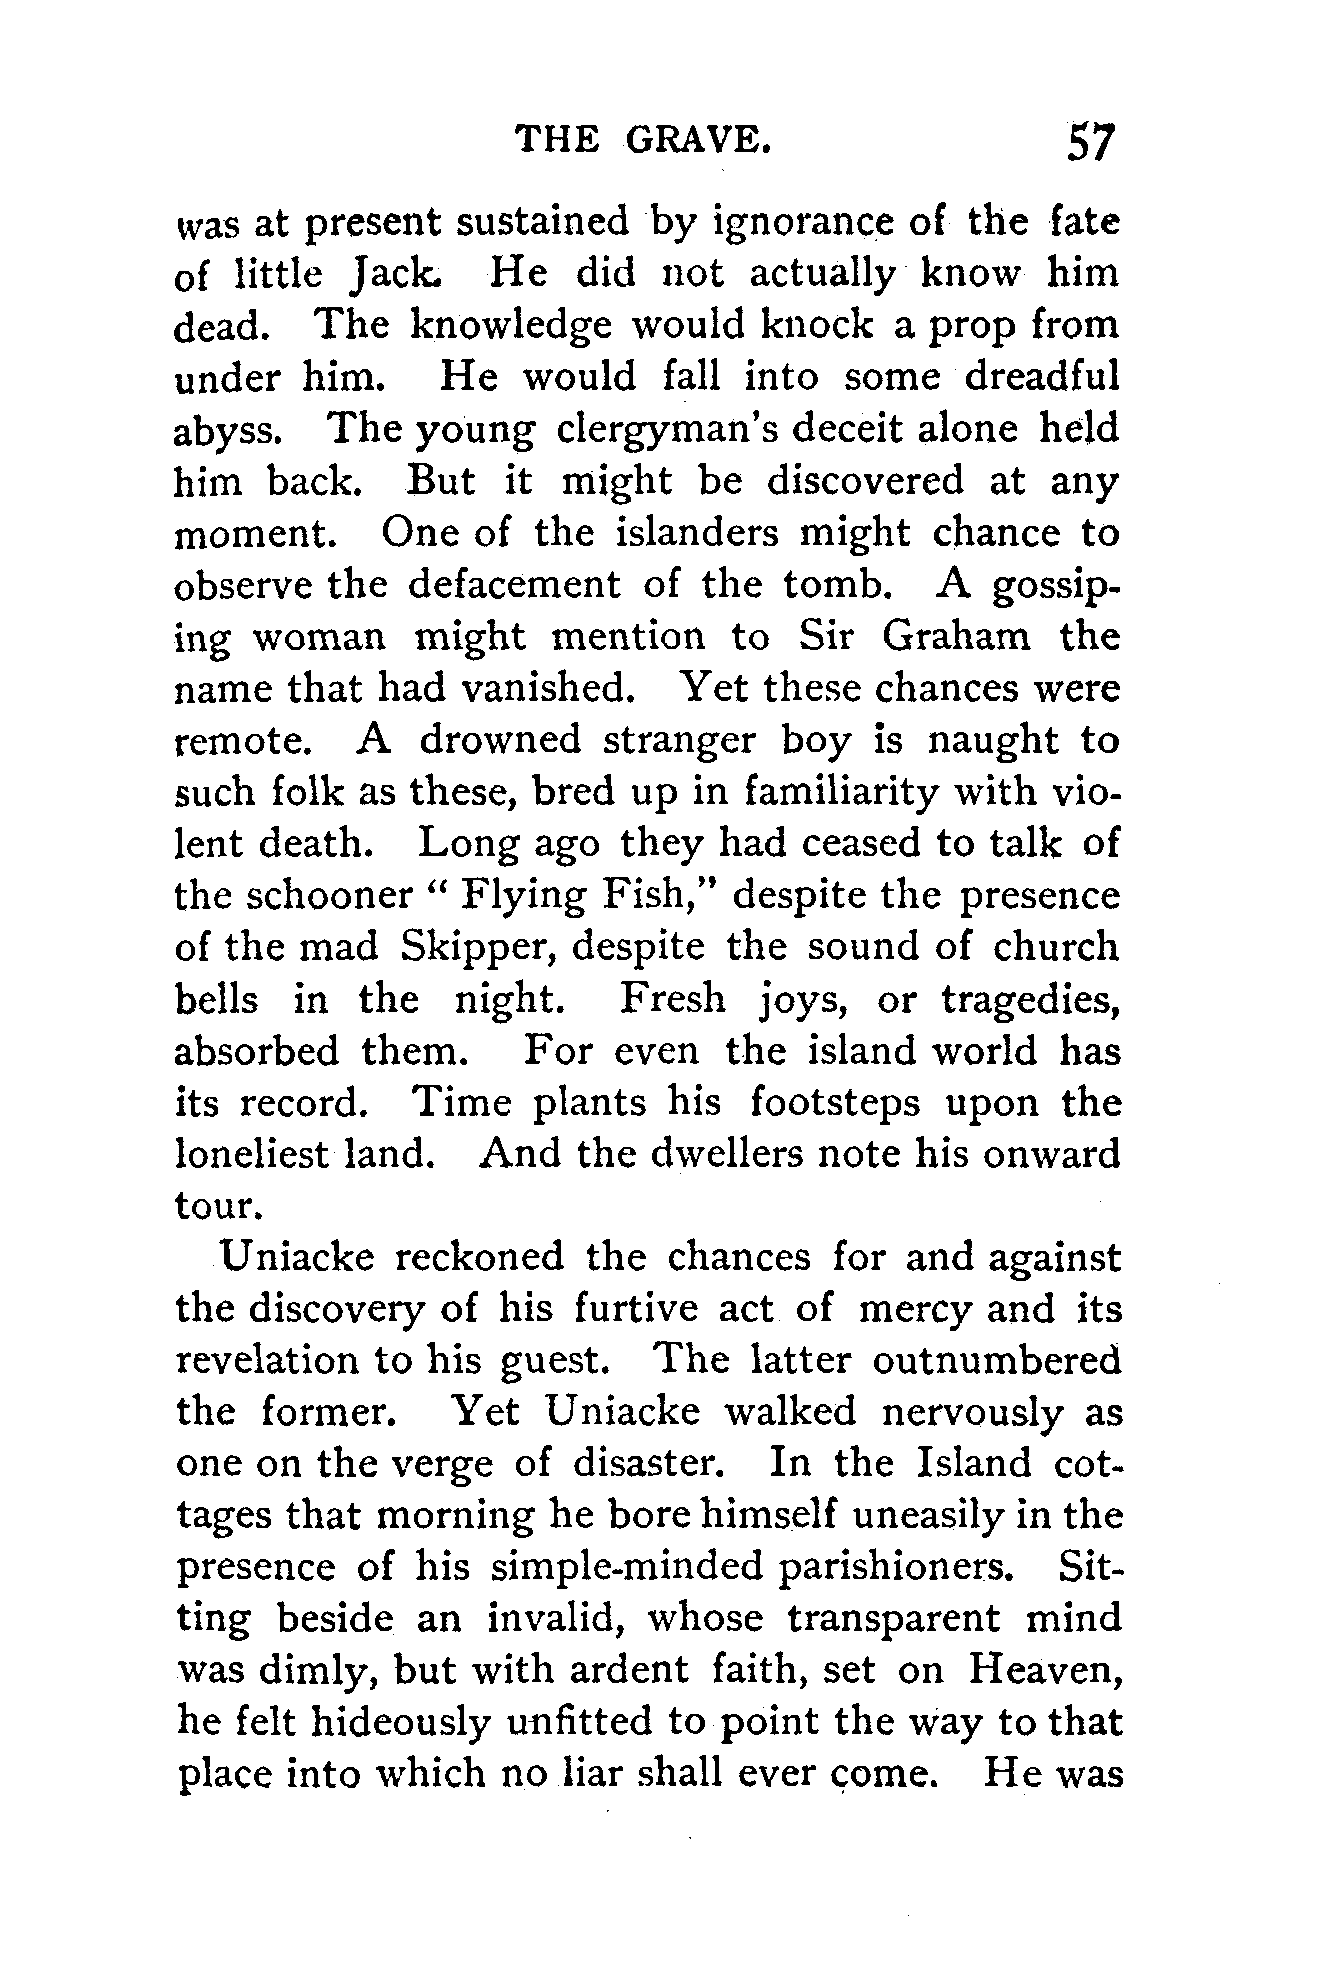 THE GRAVE. 57
was at present sustained by ignorance of the fate
of little Jack. He did not actually know him
dead. The knowledge would knock a prop from
under him. He would fall into some dreadful
abyss. The young clergyman's deceit alone held
him back. But it might be discovered at any
moment. One of the islanders might chance to
observe the defacement of the tomb. A gossip-
ing woman might mention to Sir Graham the
name that had vanished. Yet these chances were
remote. A drowned stranger boy is naught to
such folk as these, bred up in familiarity with vio-
lent death. Long ago they had ceased to talk of
the schooner “ Flying Fish,” despite the presence
of the mad Skipper, despite the sound of church
bells in the night. Fresh joys, or tragedies,
absorbed them. For even the island world has
its record. Time plants his footsteps upon the
loneliest land. And the dwellers note his onward
tour.
Uniacke reckoned the chances for and against
the discovery of his furtive act of mercy and its
revelation to his guest. The latter outnumbered
the former. Yet Uniacke walked nervously as
one on the verge of disaster. In the Island cot-
tages that morning he bore himself uneasily in the
presence of his simple-minded parishioners. Sit-
ting beside an invalid, whose transparent mind
was dimly, but with ardent faith, set on Heaven,
he felt hideously unfitted to point the way to that
place into which no liar shall ever come. He was